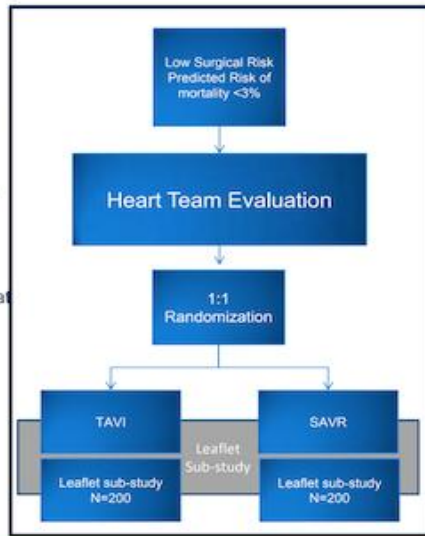 Low Surgical Risk
Predicted Risk of
mortality <3%
Heart Team Evaluation
at
1:1
Randomization
TAVI
SAVR
Leaflet
Sub-study
Leaflet sub-study
N=200
Leaflet sub-study
N=200